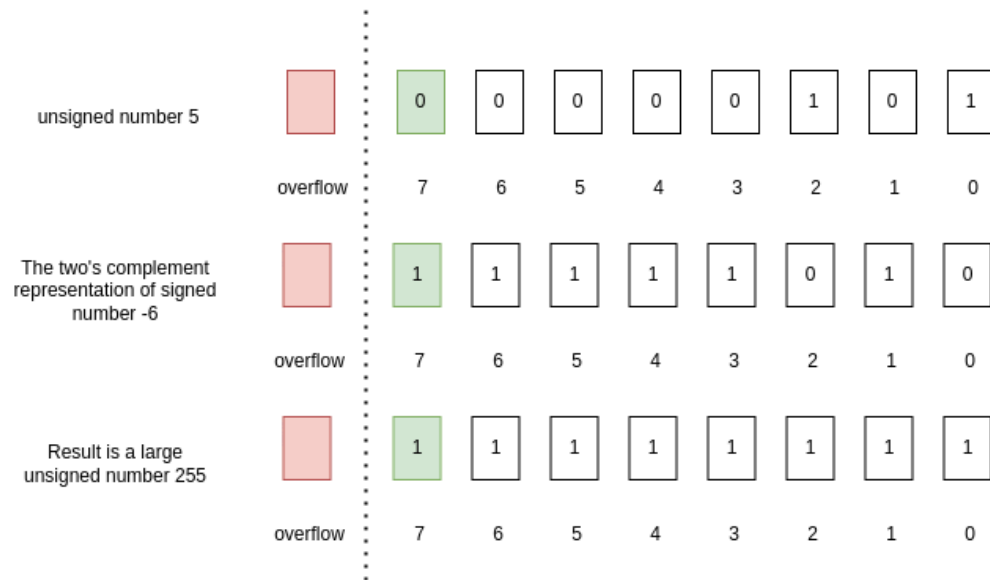 unsigned number 5
0 0 0 0 0 1 0 1
overflow 7 6 5 4 3 2 1 0
The two's complement
representation of signed
number -6
1 1 1 1 1 0 1 0
overflow 7 6 5 4 3 2 1 0
Result is a large
unsigned number 255
1 1 1 1 1 1 1 1
overflow 7 6 5 4 3 2 1 0